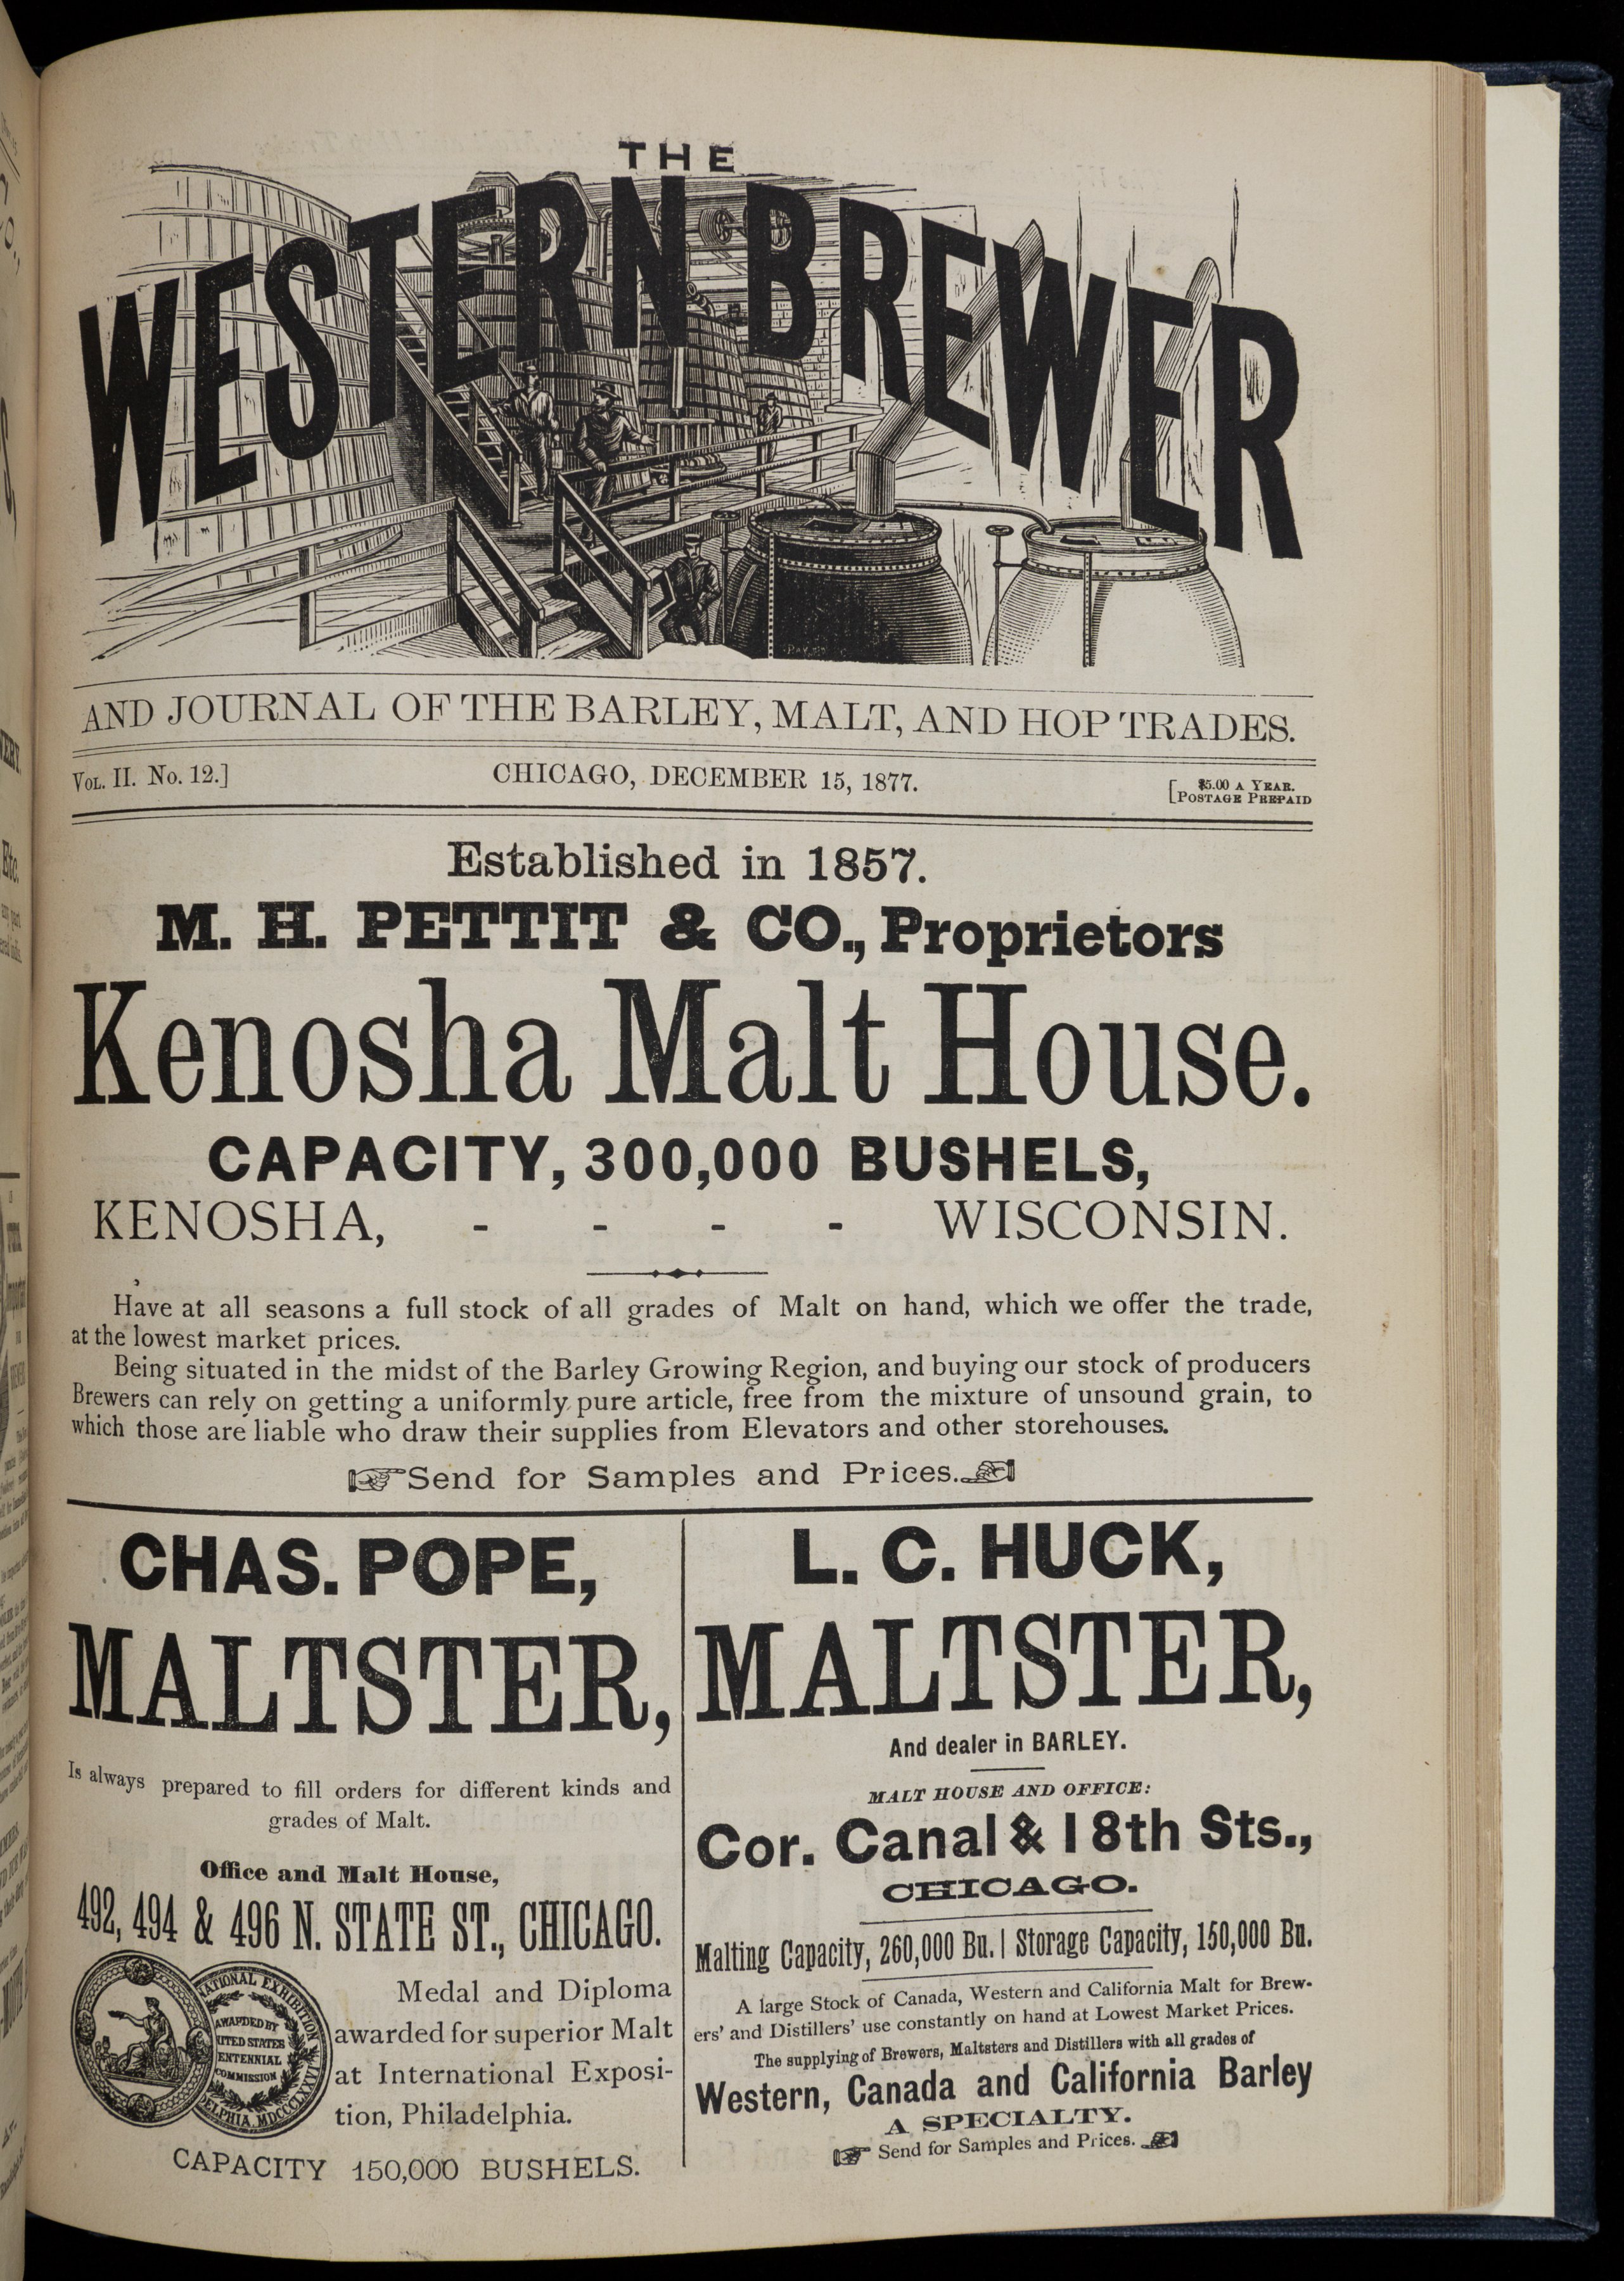 THE
WESTERN BREWER
AND JOURNAL OF THE BARLEY, MALT, AND HOP TRADES.
VOL. II. No. 12.]
CHICAGO, DECEMBER 15, 1877.
[$5.00 A YEAR.
POSTAGE PREPAID
Established in 1857.
M. H. PETTIT & CO., Proprietors
Kenosha Malt House.
CAPACITY, 300,000 BUSHELS,
KENOSHA, - - - - WISCONSIN.
Have at all seasons a full stock of all grades of Malt on hand, which we offer the trade,
at the lowest market prices.
Being situated in the midst of the Barley Growing Region, and buying our stock of producers
Brewers can rely on getting a uniformly pure article, free from the mixture of unsound grain, to
which those are liable who draw their supplies from Elevators and other storehouses.
☞Send for Samples and Prices.☜
CHAS. POPE,
MALTSTER,
Is always prepared to fill orders for different kinds and
grades of Malt.
Office and Malt House,
492, 494 & 496 N. STATE ST., CHICAGO.
NATIONAL EXHIBITION
AWARDED BY
UNITED STATES
CENTENNIAL
COMMISSION
Medal and Diploma
awarded for superior Malt
at International Exposi-
tion, Philadelphia.
CAPACITY 150,000 BUSHELS.
L. C. HUCK,
MALTSTER,
And dealer in BARLEY.
MALT HOUSE AND OFFICE:
Cor. Canal & 18th Sts.,
CHICAGO.
Malting Capacity, 260,000 Bu. | Storage Capacity, 150,000 Bu.
A large Stock of Canada, Western and California Malt for Brew-
ers' and Distillers' use constantly on hand at Lowest Market Prices.
The supplying of Brewers, Maltsters and Distillers with all grades of
Western, Canada and California Barley
A SPECIALTY.
☞ Send for Samples and Prices. ☜